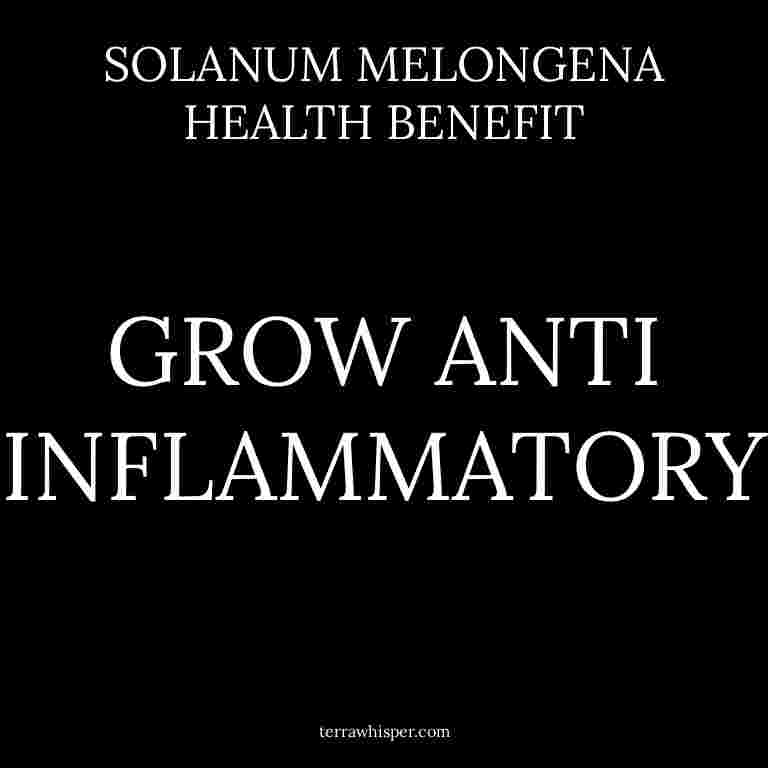 SOLANUM MELONGENA
HEALTH BENEFIT
GROW ANTI
INFLAMMATORY
terrawhisper.com